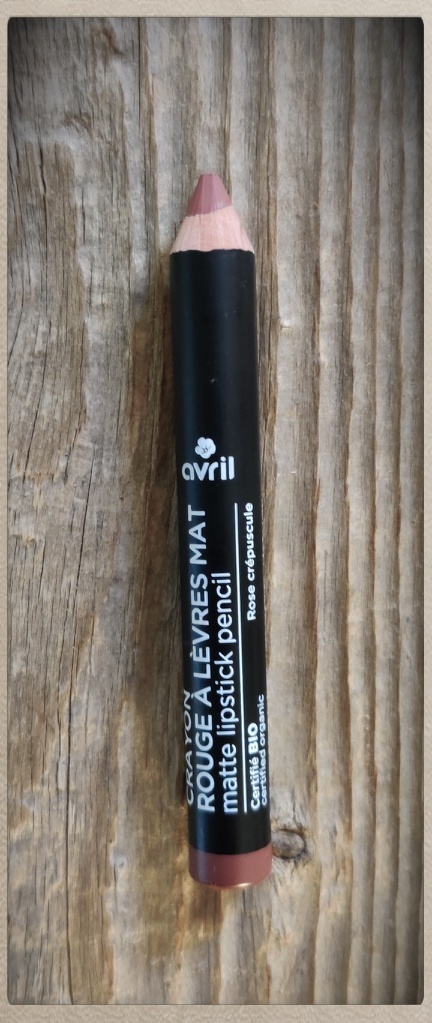 avril
CRAYON
ROUGE À LÈVRES MAT
matte lipstick pencil
Rose crépuscule
Certifié BIO
certified organic